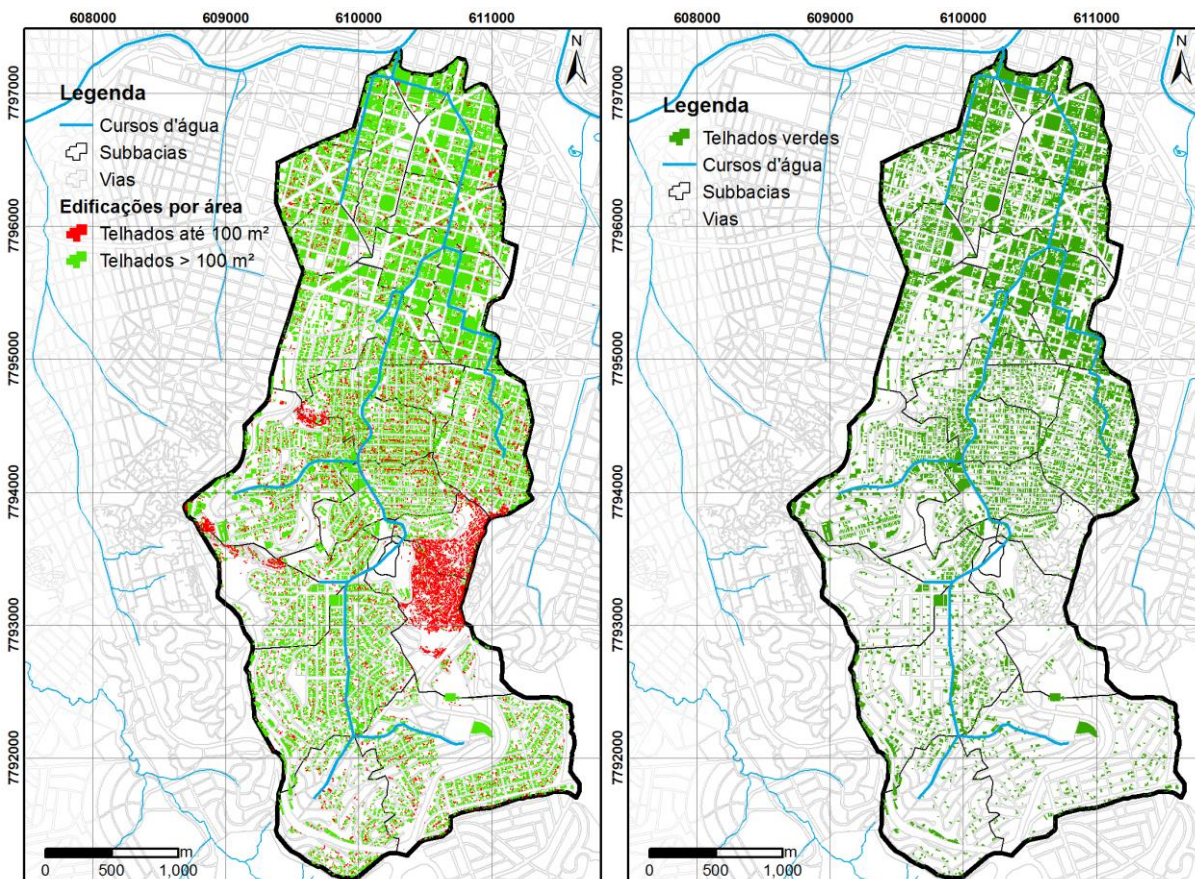 608000 609000 610000 611000
N
7797000
7796000
7795000
7794000
7793000
7792000
Legenda
Cursos d'água
Subbacias
Vias
Edificações por área
Telhados até 100 m²
Telhados > 100 m²
m
0 500 1,000
608000 609000 610000 611000
N
7797000
7796000
7795000
7794000
7793000
7792000
Legenda
Telhados verdes
Cursos d'água
Subbacias
Vias
m
0 500 1,000